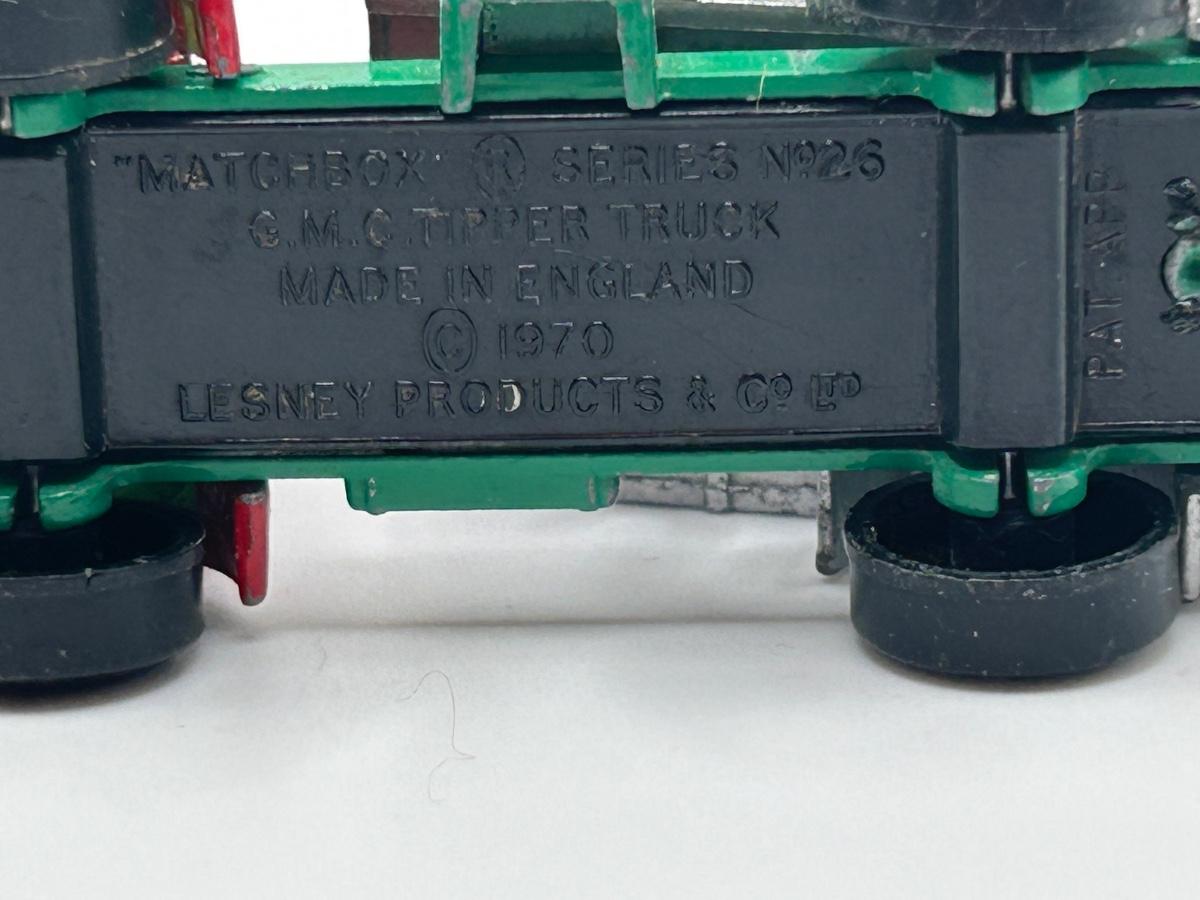 "MATCHBOX" ® SERIES Nº26
G.M.C. TIPPER TRUCK
MADE IN ENGLAND
© 1970
LESNEY PRODUCTS & Cº LTD
PAT. APP